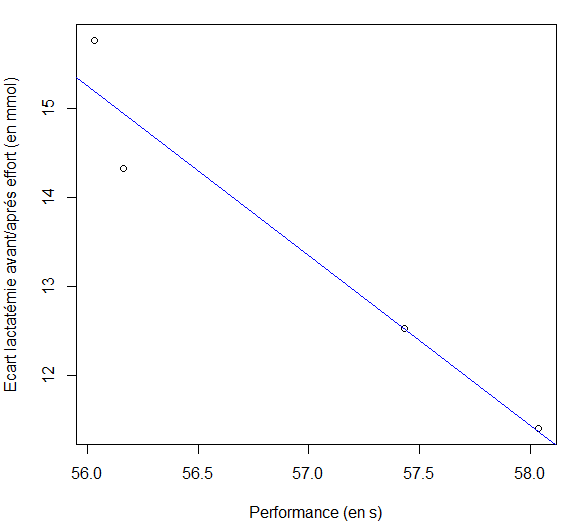 Ecart lactatémie avant/aprés effort (en mmol)
15
14
13
12
56.0 56.5 57.0 57.5 58.0
Performance (en s)